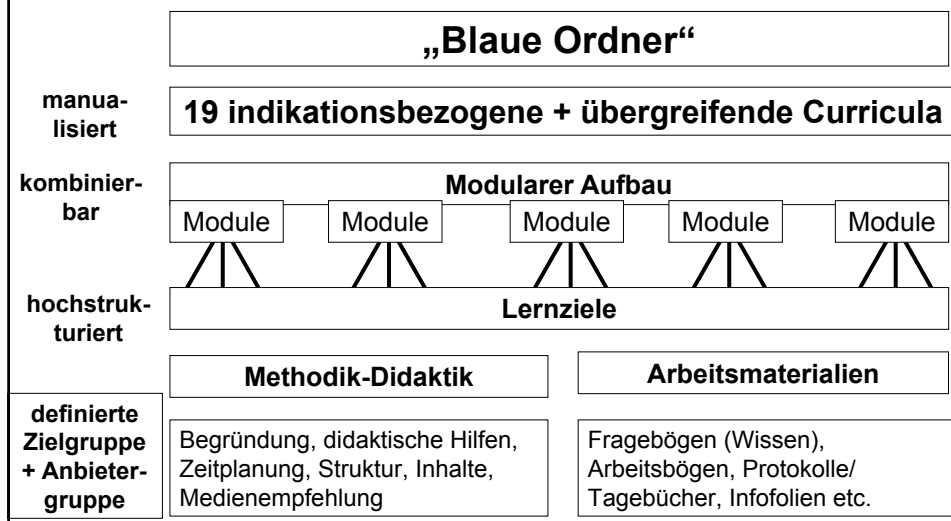 „Blaue Ordner“
manua-
lisiert
19 indikationsbezogene + übergreifende Curricula
kombinier-
bar
Modularer Aufbau
Module Module Module Module Module
hochstruk-
turiert
Lernziele
Methodik-Didaktik
Arbeitsmaterialien
definierte
Zielgruppe
+ Anbieter-
gruppe
Begründung, didaktische Hilfen,
Zeitplanung, Struktur, Inhalte,
Medienempfehlung
Fragebögen (Wissen),
Arbeitsbögen, Protokolle/
Tagebücher, Infofolien etc.